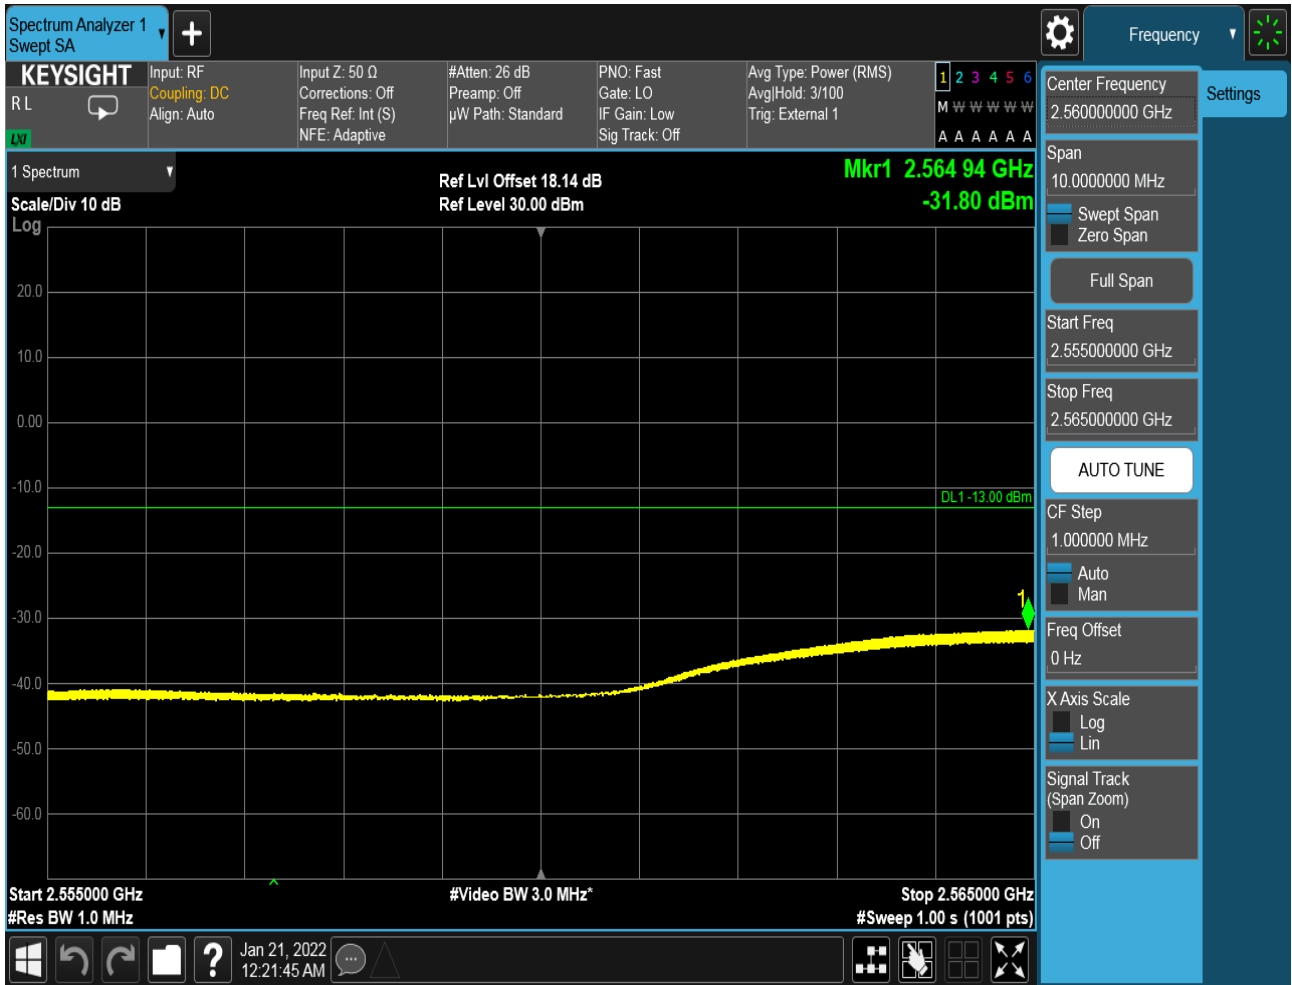 Spectrum Analyzer 1
Swept SA
Frequency
KEYSIGHT
R L
LXI
Input: RF
Coupling: DC
Align: Auto
Input Z: 50 Ω
Corrections: Off
Freq Ref: Int (S)
NFE: Adaptive
#Atten: 26 dB
Preamp: Off
µW Path: Standard
PNO: Fast
Gate: LO
IF Gain: Low
Sig Track: Off
Avg Type: Power (RMS)
Avg|Hold: 3/100
Trig: External 1
1 2 3 4 5 6
M W W W W W
A A A A A A
1 Spectrum
Scale/Div 10 dB
Log
Ref Lvl Offset 18.14 dB
Ref Level 30.00 dBm
Mkr1 2.564 94 GHz
-31.80 dBm
20.0
10.0
0.00
-10.0
DL1 -13.00 dBm
-20.0
1
-30.0
-40.0
-50.0
-60.0
Start 2.555000 GHz
#Video BW 3.0 MHz*
Stop 2.565000 GHz
#Res BW 1.0 MHz
#Sweep 1.00 s (1001 pts)
?
Jan 21, 2022
12:21:45 AM
Center Frequency
2.560000000 GHz
Settings
Span
10.0000000 MHz
Swept Span
Zero Span
Full Span
Start Freq
2.555000000 GHz
Stop Freq
2.565000000 GHz
AUTO TUNE
CF Step
1.000000 MHz
Auto
Man
Freq Offset
0 Hz
X Axis Scale
Log
Lin
Signal Track
(Span Zoom)
On
Off